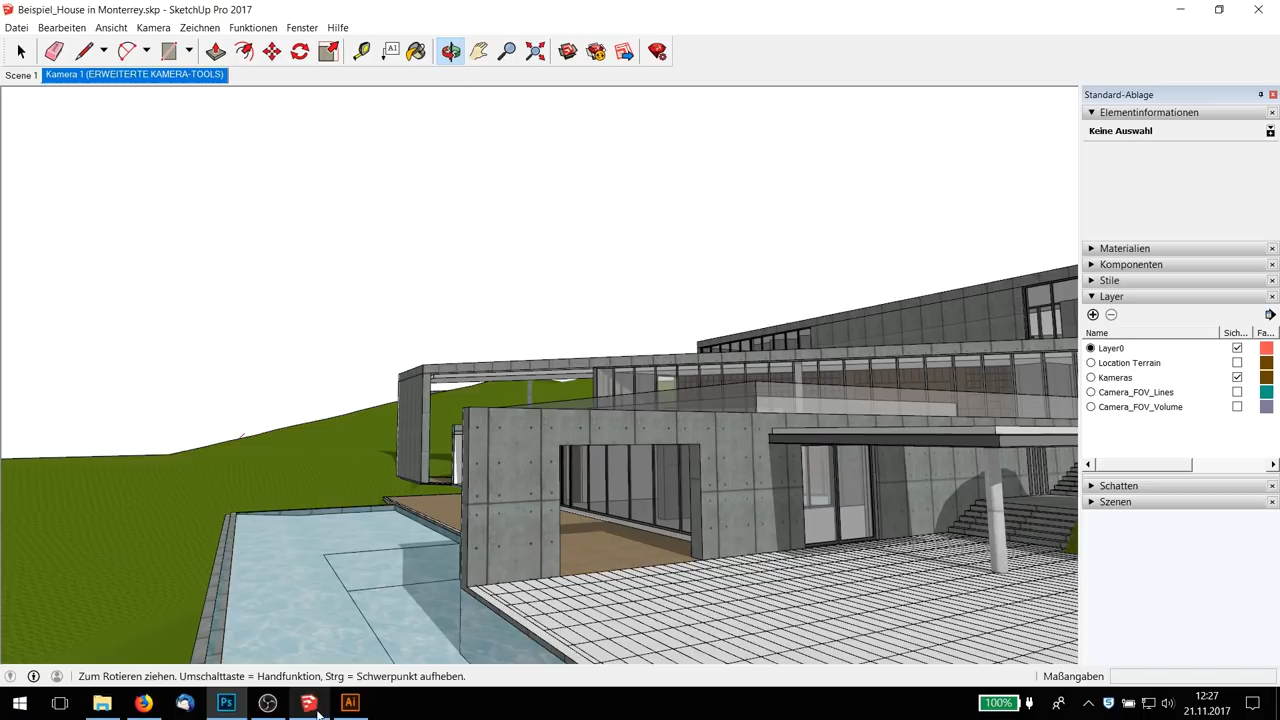 Beispiel_House in Monterrey.skp - SketchUp Pro 2017
Datei Bearbeiten Ansicht Kamera Zeichnen Funktionen Fenster Hilfe
A1
Scene 1 Kamera 1 (ERWEITERTE KAMERA-TOOLS)
Standard-Ablage
Elementinformationen
Keine Auswahl
Materialien
Komponenten
Stile
Layer
Name Sich... Fa...
Layer0
Location Terrain
Kameras
Camera_FOV_Lines
Camera_FOV_Volume
Schatten
Szenen
Zum Rotieren ziehen. Umschalttaste = Handfunktion, Strg = Schwerpunkt aufheben. Maßangaben
Ps Ai 100% S 12:27
21.11.2017